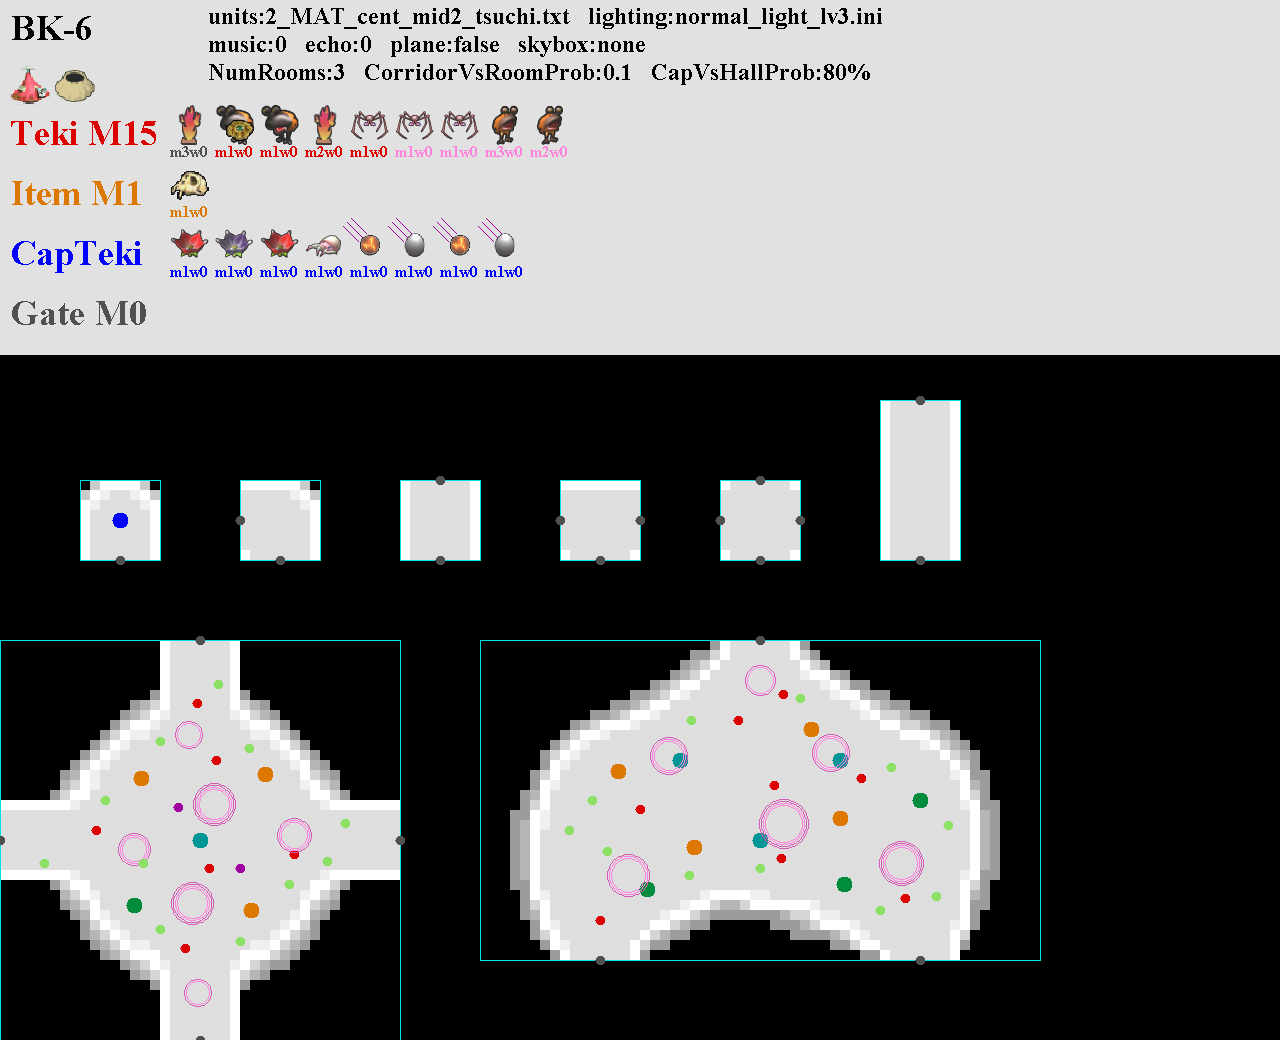 BK-6
units:2_MAT_cent_mid2_tsuchi.txt lighting:normal_light_lv3.ini
music:0 echo:0 plane:false skybox:none
NumRooms:3 CorridorVsRoomProb:0.1 CapVsHallProb:80%
Teki M15
m3w0 m1w0 m1w0 m2w0 m1w0 m1w0 m1w0 m3w0 m2w0
Item M1
m1w0
CapTeki
m1w0 m1w0 m1w0 m1w0 m1w0 m1w0 m1w0 m1w0
Gate M0